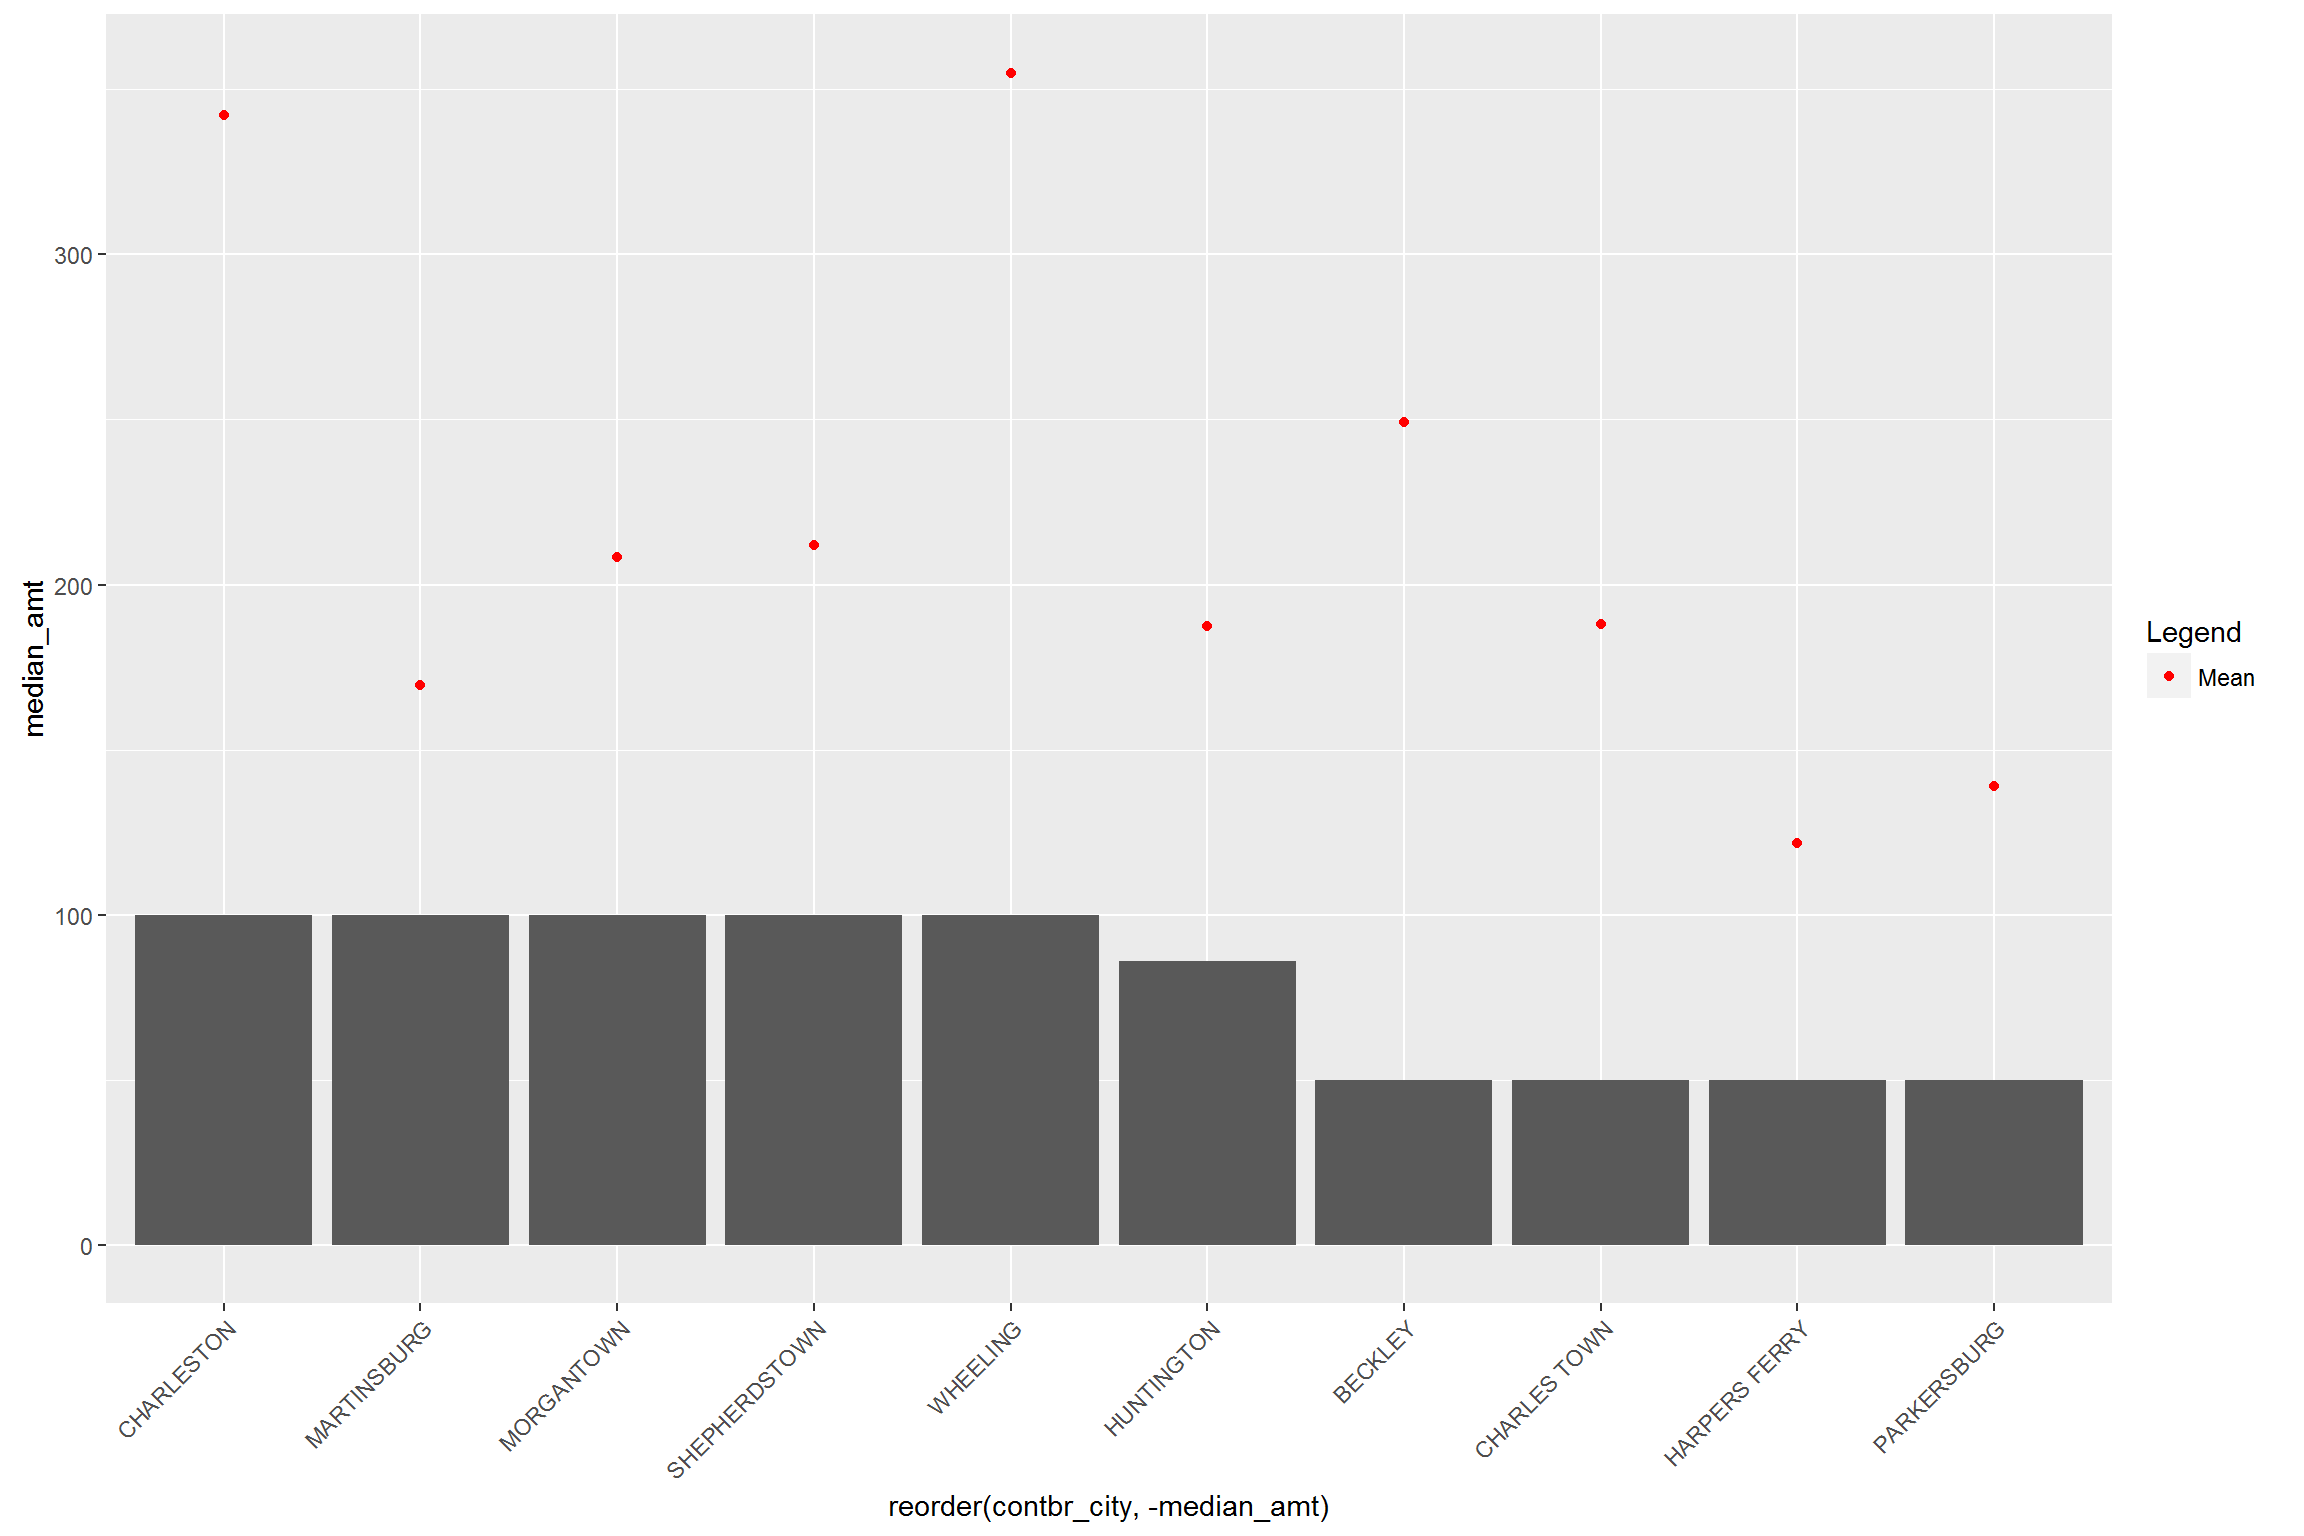 300
200
100
0
median_amt
CHARLESTON
MARTINSBURG
MORGANTOWN
SHEPHERDSTOWN
WHEELING
HUNTINGTON
BECKLEY
CHARLES TOWN
HARPERS FERRY
PARKERSBURG
reorder(contbr_city, -median_amt)
Legend
Mean